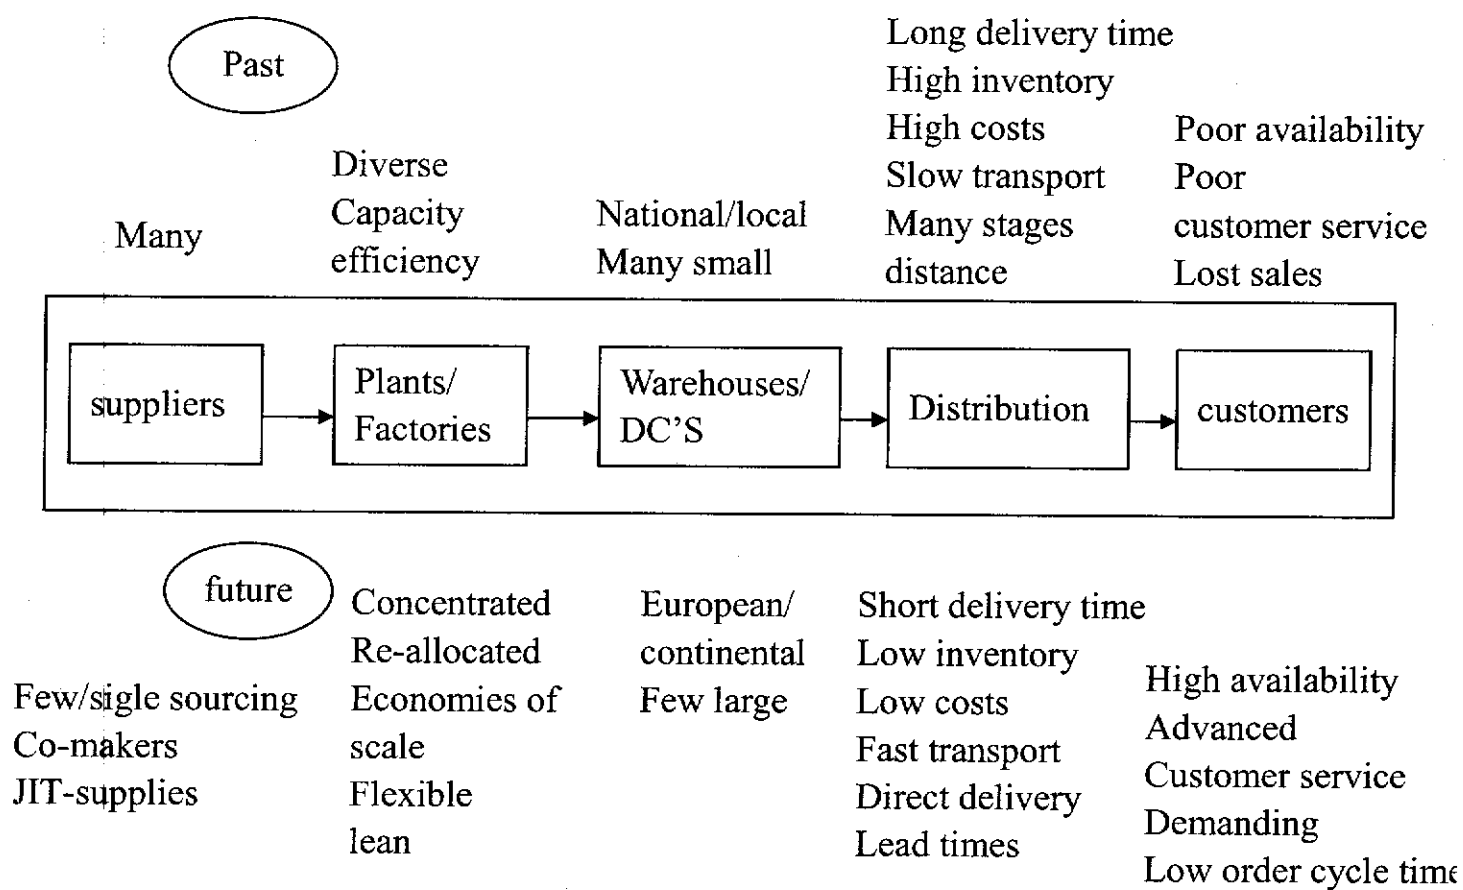 Past
Many
Diverse
Capacity
efficiency
National/local
Many small
Long delivery time
High inventory
High costs
Slow transport
Many stages
distance
Poor availability
Poor
customer service
Lost sales
suppliers
Plants/
Factories
Warehouses/
DC'S
Distribution
customers
future
Few/sigle sourcing
Co-makers
JIT-supplies
Concentrated
Re-allocated
Economies of
scale
Flexible
lean
European/
continental
Few large
Short delivery time
Low inventory
Low costs
Fast transport
Direct delivery
Lead times
High availability
Advanced
Customer service
Demanding
Low order cycle time